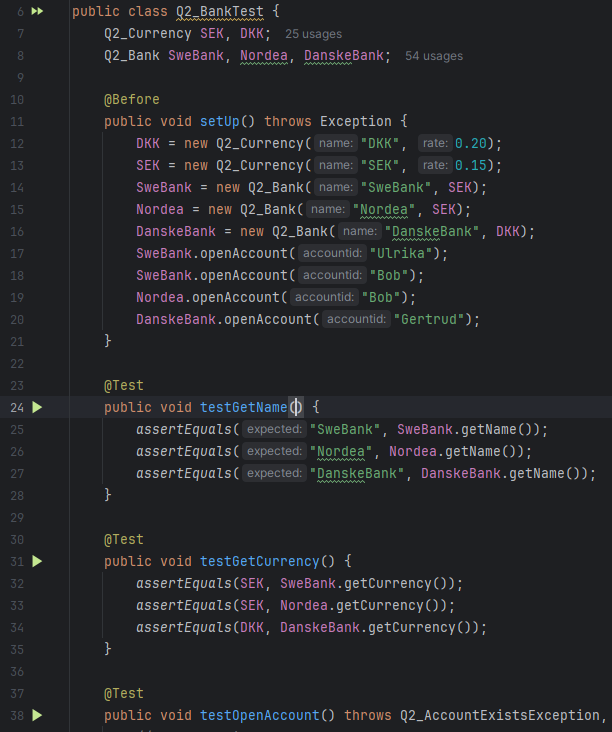 6 public class Q2_BankTest {
7 Q2_Currency SEK, DKK; 25 usages
8 Q2_Bank SweBank, Nordea, DanskeBank; 54 usages
9
10 @Before
11 public void setUp() throws Exception {
12 DKK = new Q2_Currency( name: "DKK", rate: 0.20);
13 SEK = new Q2_Currency( name: "SEK", rate: 0.15);
14 SweBank = new Q2_Bank( name: "SweBank", SEK);
15 Nordea = new Q2_Bank( name: "Nordea", SEK);
16 DanskeBank = new Q2_Bank( name: "DanskeBank", DKK);
17 SweBank.openAccount( accountid: "Ulrika");
18 SweBank.openAccount( accountid: "Bob");
19 Nordea.openAccount( accountid: "Bob");
20 DanskeBank.openAccount( accountid: "Gertrud");
21 }
22
23 @Test
24 public void testGetName() {
25 assertEquals( expected: "SweBank", SweBank.getName());
26 assertEquals( expected: "Nordea", Nordea.getName());
27 assertEquals( expected: "DanskeBank", DanskeBank.getName());
28 }
29
30 @Test
31 public void testGetCurrency() {
32 assertEquals(SEK, SweBank.getCurrency());
33 assertEquals(SEK, Nordea.getCurrency());
34 assertEquals(DKK, DanskeBank.getCurrency());
35 }
36
37 @Test
38 public void testOpenAccount() throws Q2_AccountExistsException,